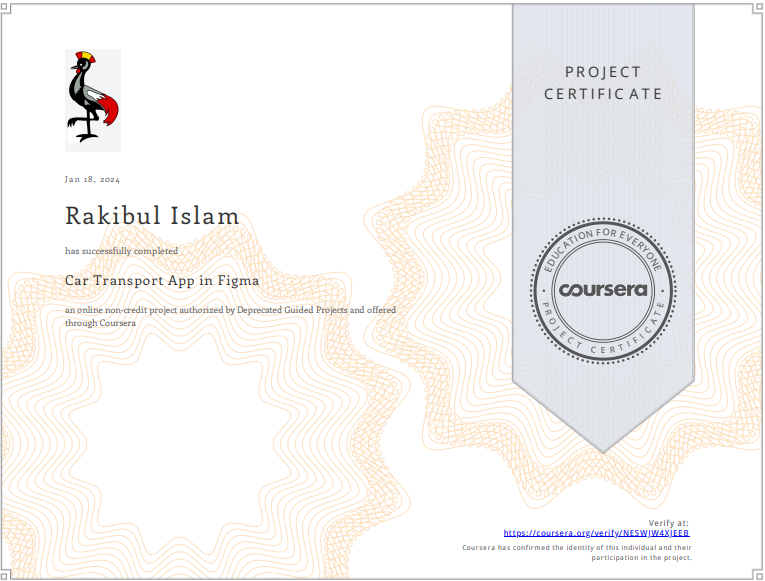 PROJECT
CERTIFICATE
Jan 18, 2024
Rakibul Islam
has successfully completed
Car Transport App in Figma
an online non-credit project authorized by Deprecated Guided Projects and offered
through Coursera
EDUCATION FOR EVERYONE
coursera
PROJECT CERTIFICATE
Verify at:
https://coursera.org/verify/NESWJW4XJEEB
Coursera has confirmed the identity of this individual and their
participation in the project.